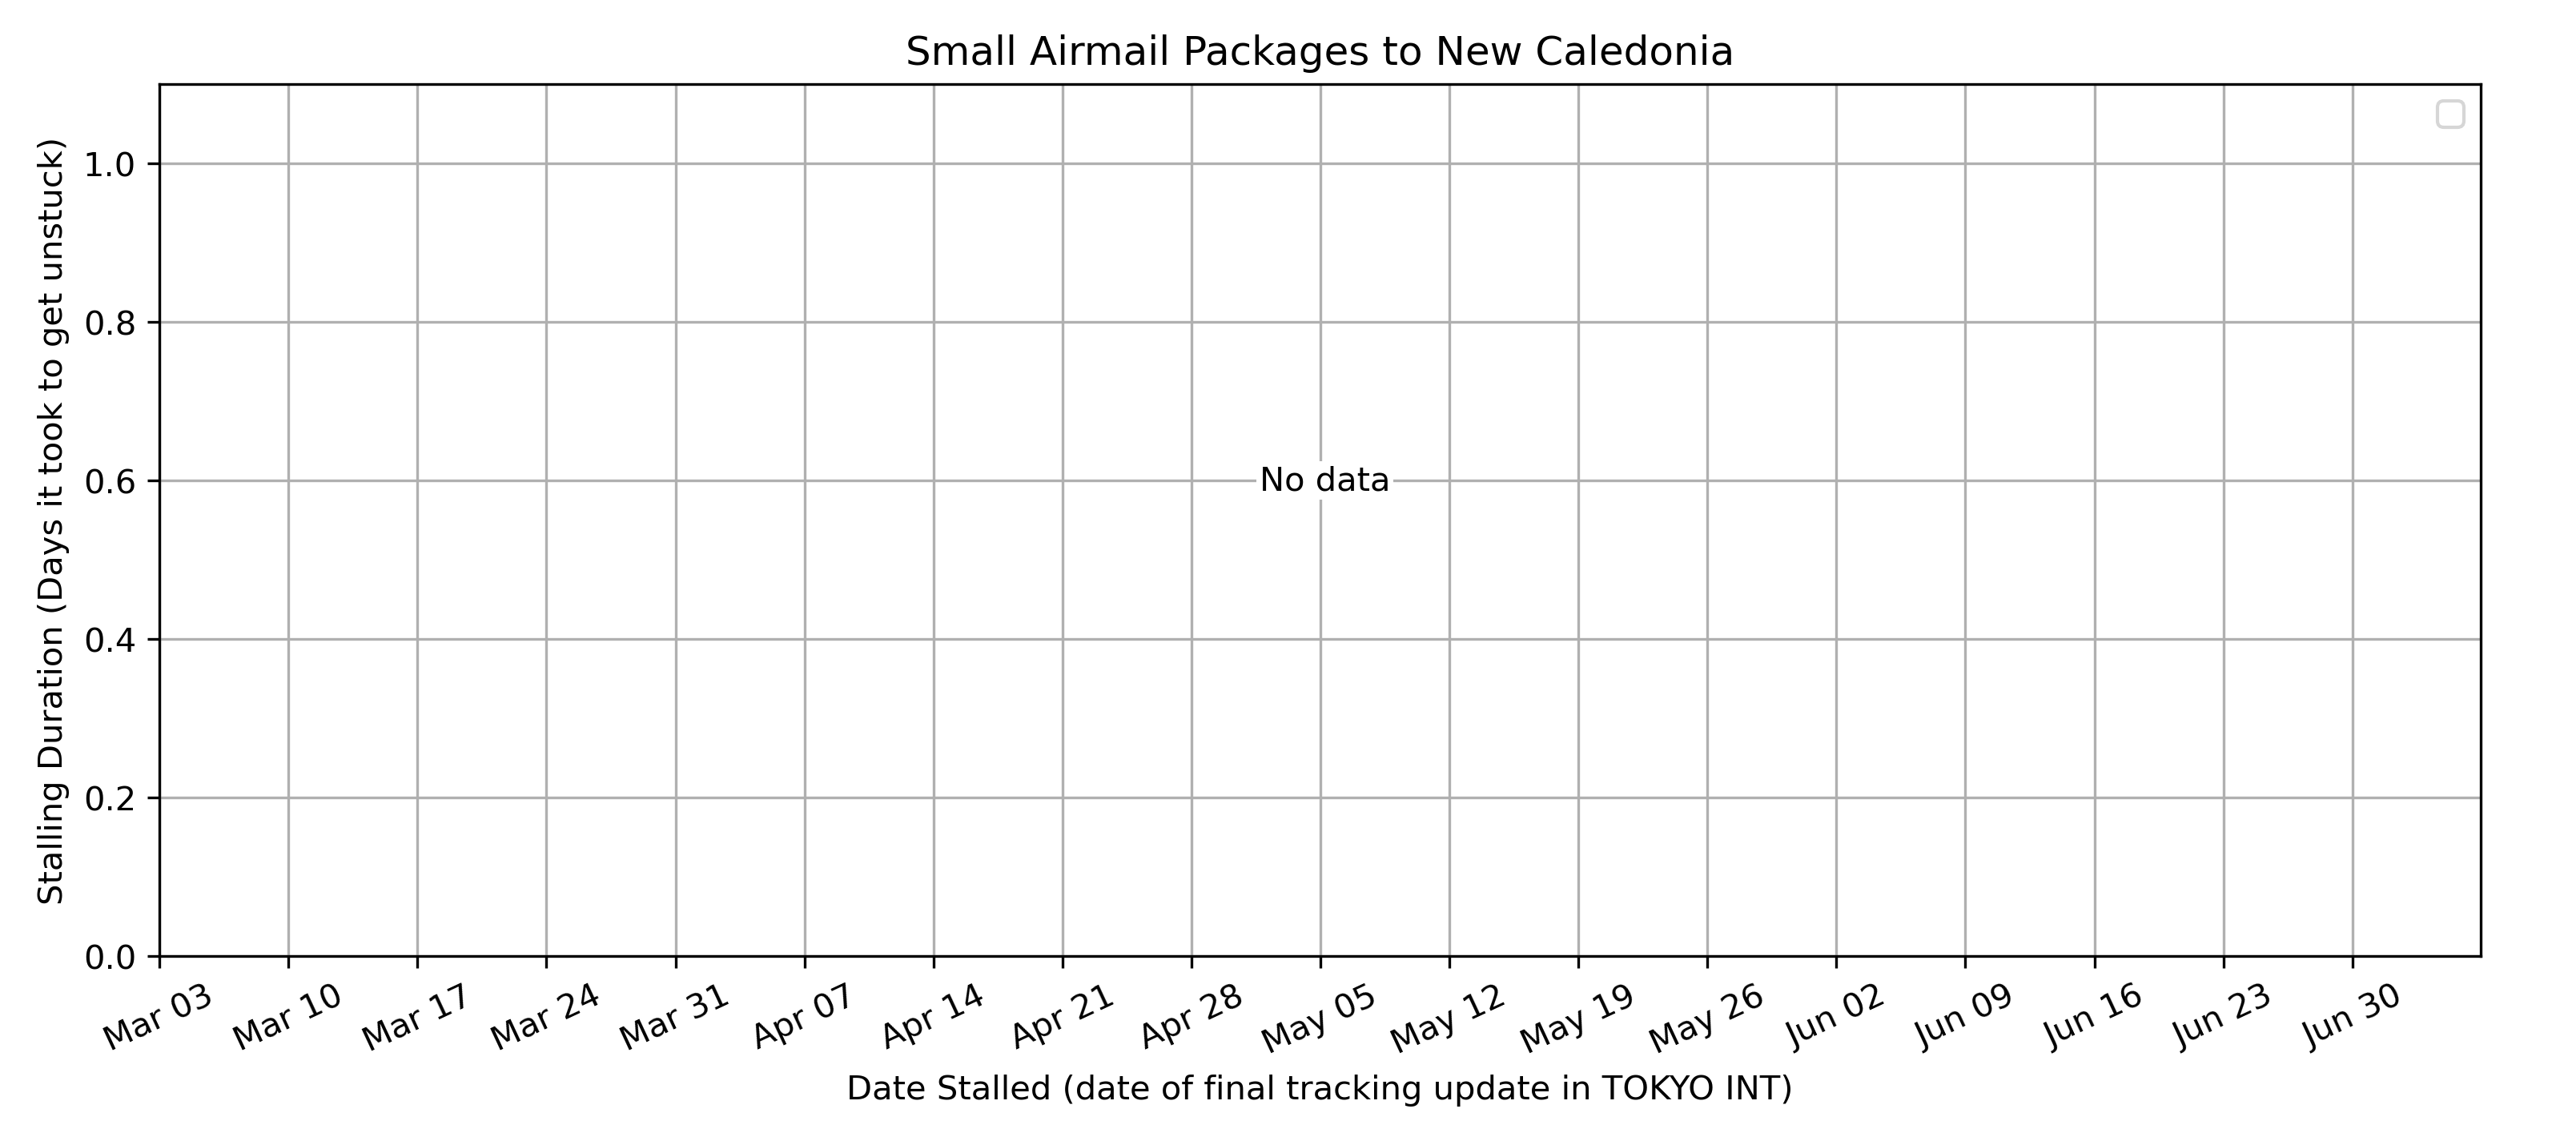 Small Airmail Packages to New Caledonia
Stalling Duration (Days it took to get unstuck)
1.0
0.8
0.6
0.4
0.2
0.0
No data
Mar 03 Mar 10 Mar 17 Mar 24 Mar 31 Apr 07 Apr 14 Apr 21 Apr 28 May 05 May 12 May 19 May 26 Jun 02 Jun 09 Jun 16 Jun 23 Jun 30
Date Stalled (date of final tracking update in TOKYO INT)